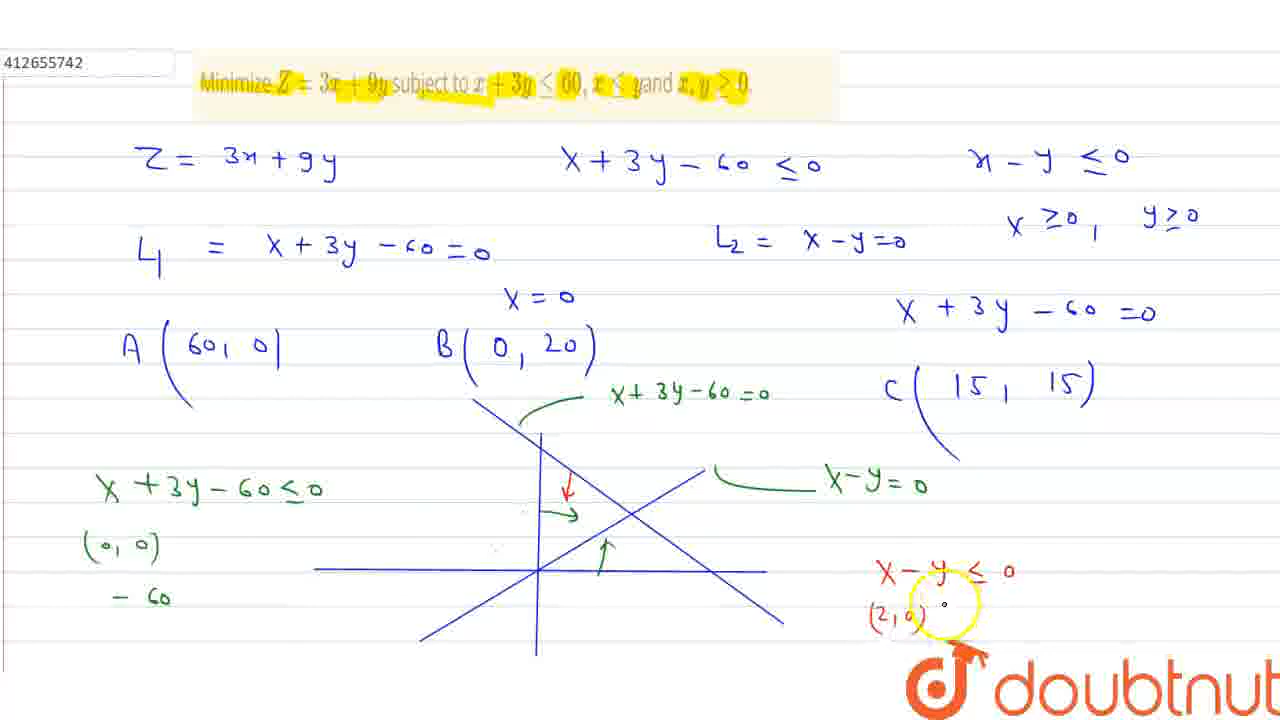 412655742
Minimize Z = 3x + 9y subject to x + 3y ≤ 60, x ≤ y and x, y ≥ 0.
Z = 3x + 9y
x + 3y - 60 ≤ 0
x - y ≤ 0
x ≥ 0, y ≥ 0
L1 = x + 3y - 60 = 0
L2 = x - y = 0
x = 0
x + 3y - 60 = 0
A (60, 0)
B (0, 20)
C (15, 15)
x + 3y - 60 = 0
x + 3y - 60 ≤ 0
x - y = 0
(0, 0)
- 60
x - y ≤ 0
(2, 0)
doubtnut